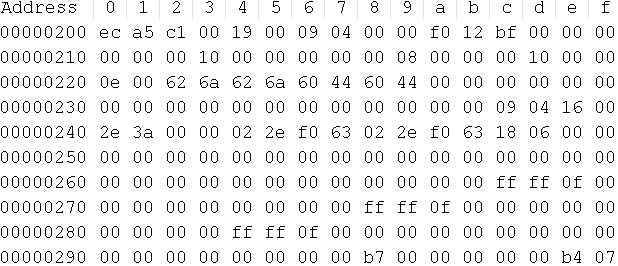 Address 0 1 2 3 4 5 6 7 8 9 a b c d e f
00000200 ec a5 c1 00 19 00 09 04 00 00 f0 12 bf 00 00 00
00000210 00 00 00 10 00 00 00 00 00 08 00 00 00 10 00 00
00000220 0e 00 62 6a 62 6a 60 44 60 44 00 00 00 00 00 00
00000230 00 00 00 00 00 00 00 00 00 00 00 00 09 04 16 00
00000240 2e 3a 00 00 02 2e f0 63 02 2e f0 63 18 06 00 00
00000250 00 00 00 00 00 00 00 00 00 00 00 00 00 00 00 00
00000260 00 00 00 00 00 00 00 00 00 00 00 00 ff ff 0f 00
00000270 00 00 00 00 00 00 00 00 ff ff 0f 00 00 00 00 00
00000280 00 00 00 00 ff ff 0f 00 00 00 00 00 00 00 00 00
00000290 00 00 00 00 00 00 00 00 b7 00 00 00 00 00 b4 07